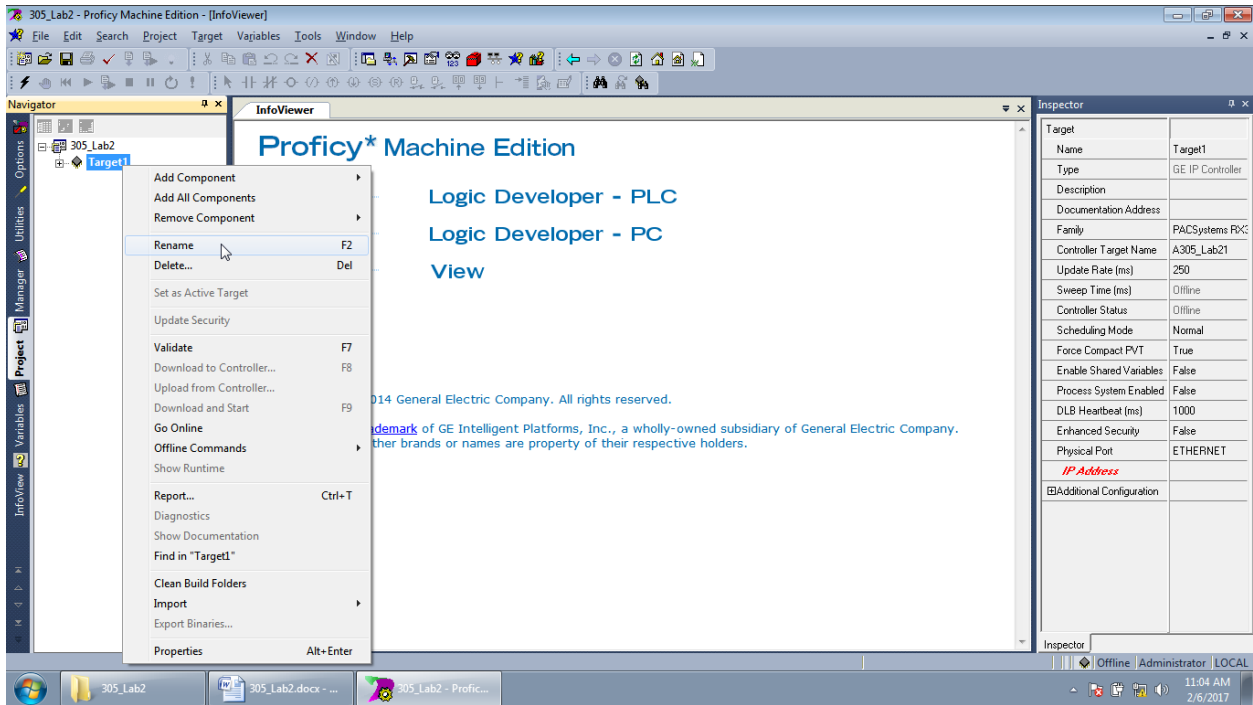 305_Lab2 - Proficy Machine Edition - [InfoViewer]
File Edit Search Project Target Variables Tools Window Help
Navigator
InfoViewer
Inspector
Options
Utilities
Manager
Project
Variables
InfoView
305_Lab2
Target1
Add Component
Add All Components
Remove Component
Rename F2
Delete... Del
Set as Active Target
Update Security
Validate F7
Download to Controller... F8
Upload from Controller...
Download and Start F9
Go Online
Offline Commands
Show Runtime
Report... Ctrl+T
Diagnostics
Show Documentation
Find in "Target1"
Clean Build Folders
Import
Export Binaries...
Properties Alt+Enter
Proficy* Machine Edition
Logic Developer - PLC
Logic Developer - PC
View
014 General Electric Company. All rights reserved.
ademark of GE Intelligent Platforms, Inc., a wholly-owned subsidiary of General Electric Company.
ther brands or names are property of their respective holders.
Target
Name Target1
Type GE IP Controller
Description
Documentation Address
Family PACSystems RX3
Controller Target Name A305_Lab21
Update Rate (ms) 250
Sweep Time (ms) Offline
Controller Status Offline
Scheduling Mode Normal
Force Compact PVT True
Enable Shared Variables False
Process System Enabled False
DLB Heartbeat (ms) 1000
Enhanced Security False
Physical Port ETHERNET
IP Address
Additional Configuration
Inspector
Offline Administrator LOCAL
305_Lab2
305_Lab2.docx - ...
305_Lab2 - Profic...
11:04 AM
2/6/2017